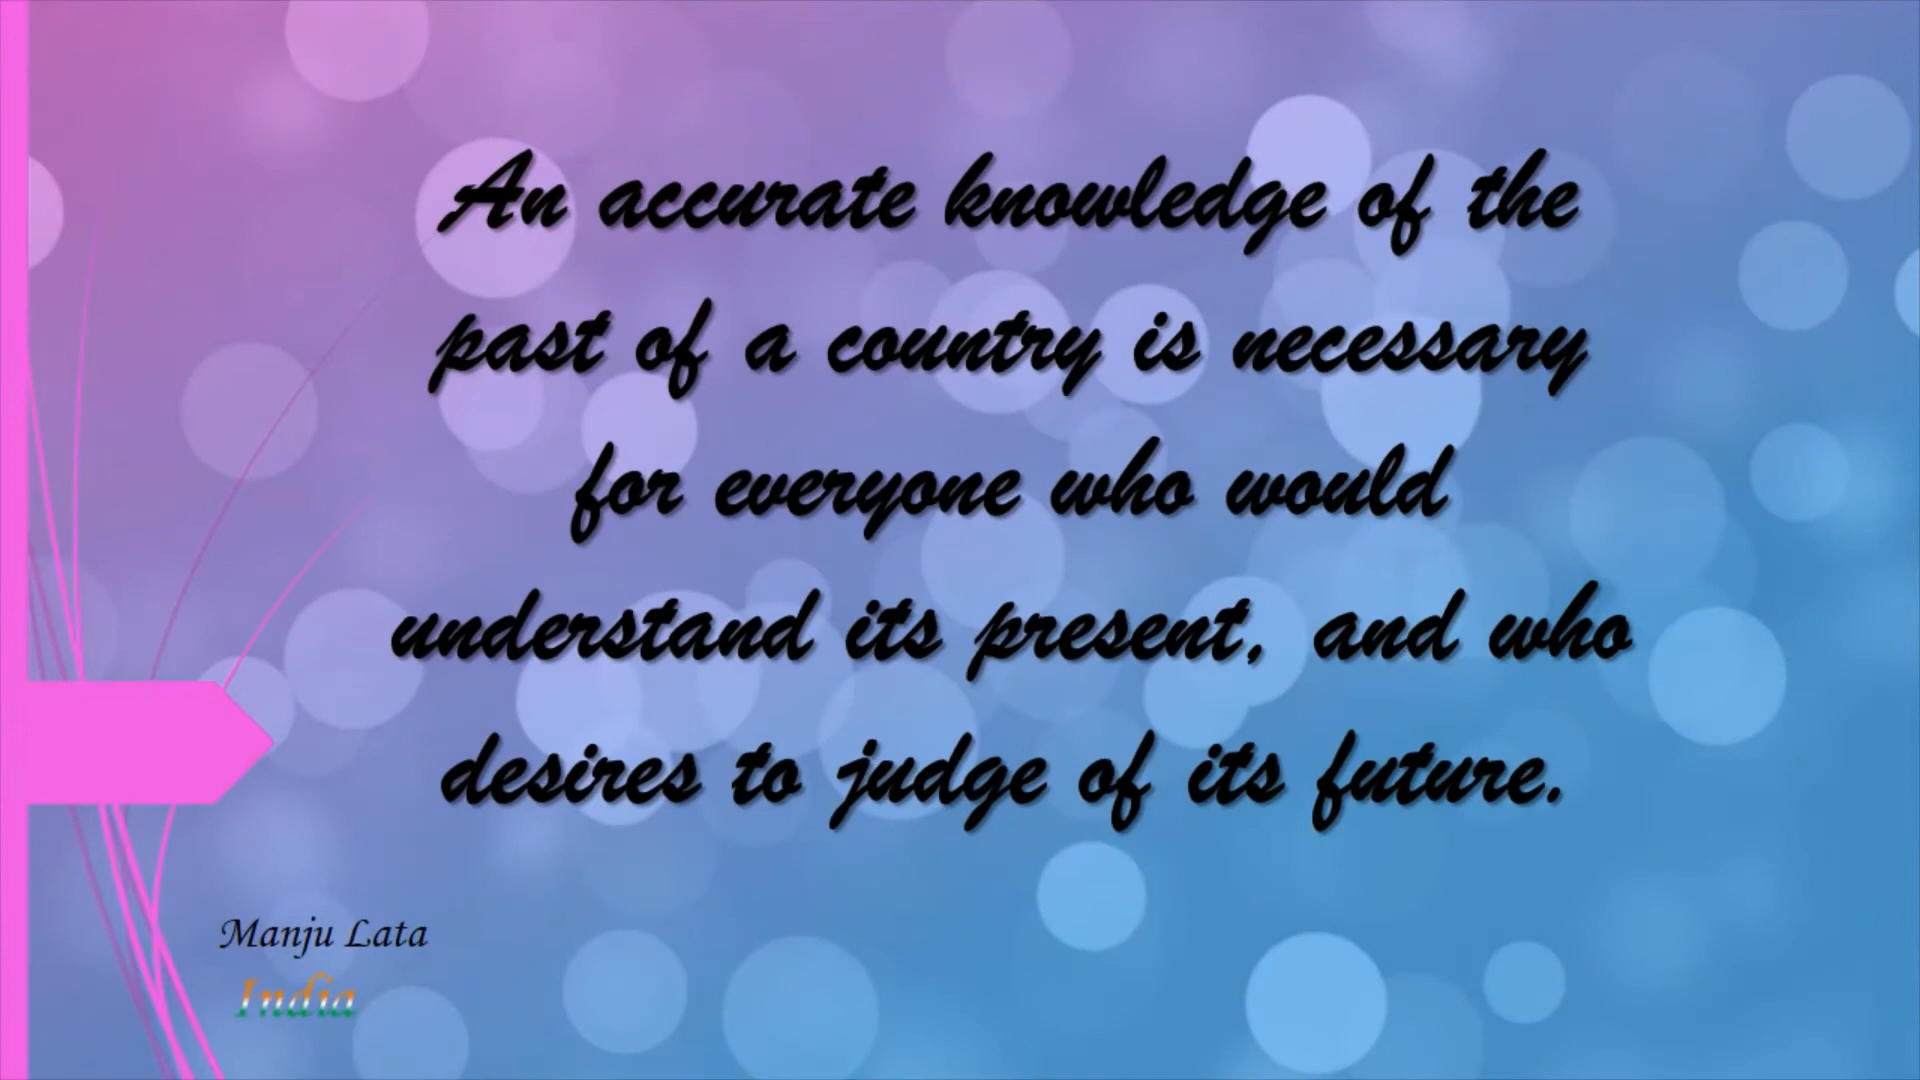 An accurate knowledge of the
past of a country is necessary
for everyone who would
understand its present, and who
desires to judge of its future.
Manju Lata
India